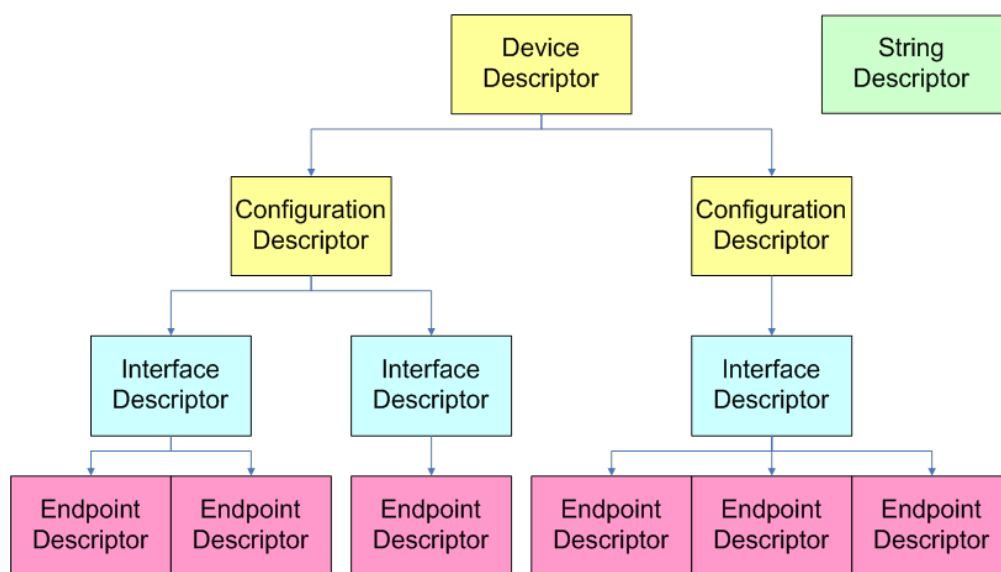 Device
Descriptor
String
Descriptor
Configuration
Descriptor
Configuration
Descriptor
Interface
Descriptor
Interface
Descriptor
Interface
Descriptor
Endpoint
Descriptor
Endpoint
Descriptor
Endpoint
Descriptor
Endpoint
Descriptor
Endpoint
Descriptor
Endpoint
Descriptor